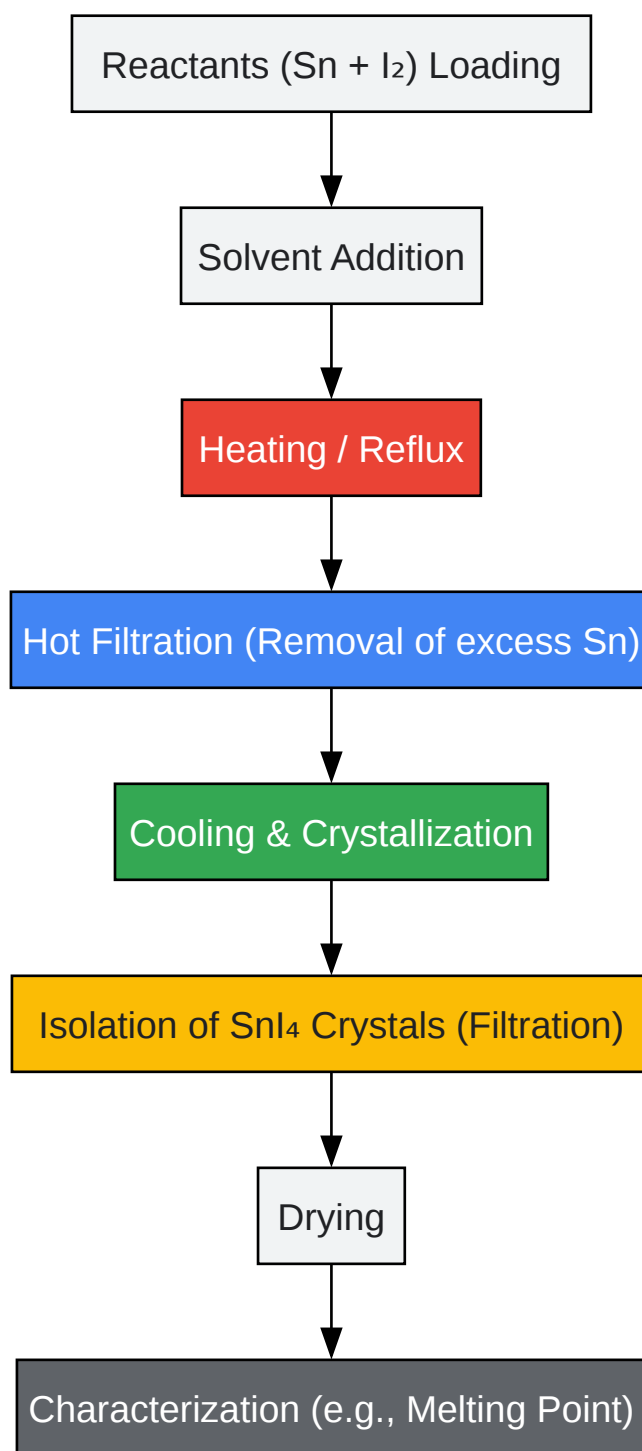 Reactants (Sn + I₂) Loading
Solvent Addition
Heating / Reflux
Hot Filtration (Removal of excess Sn)
Cooling & Crystallization
Isolation of SnI₄ Crystals (Filtration)
Drying
Characterization (e.g., Melting Point)